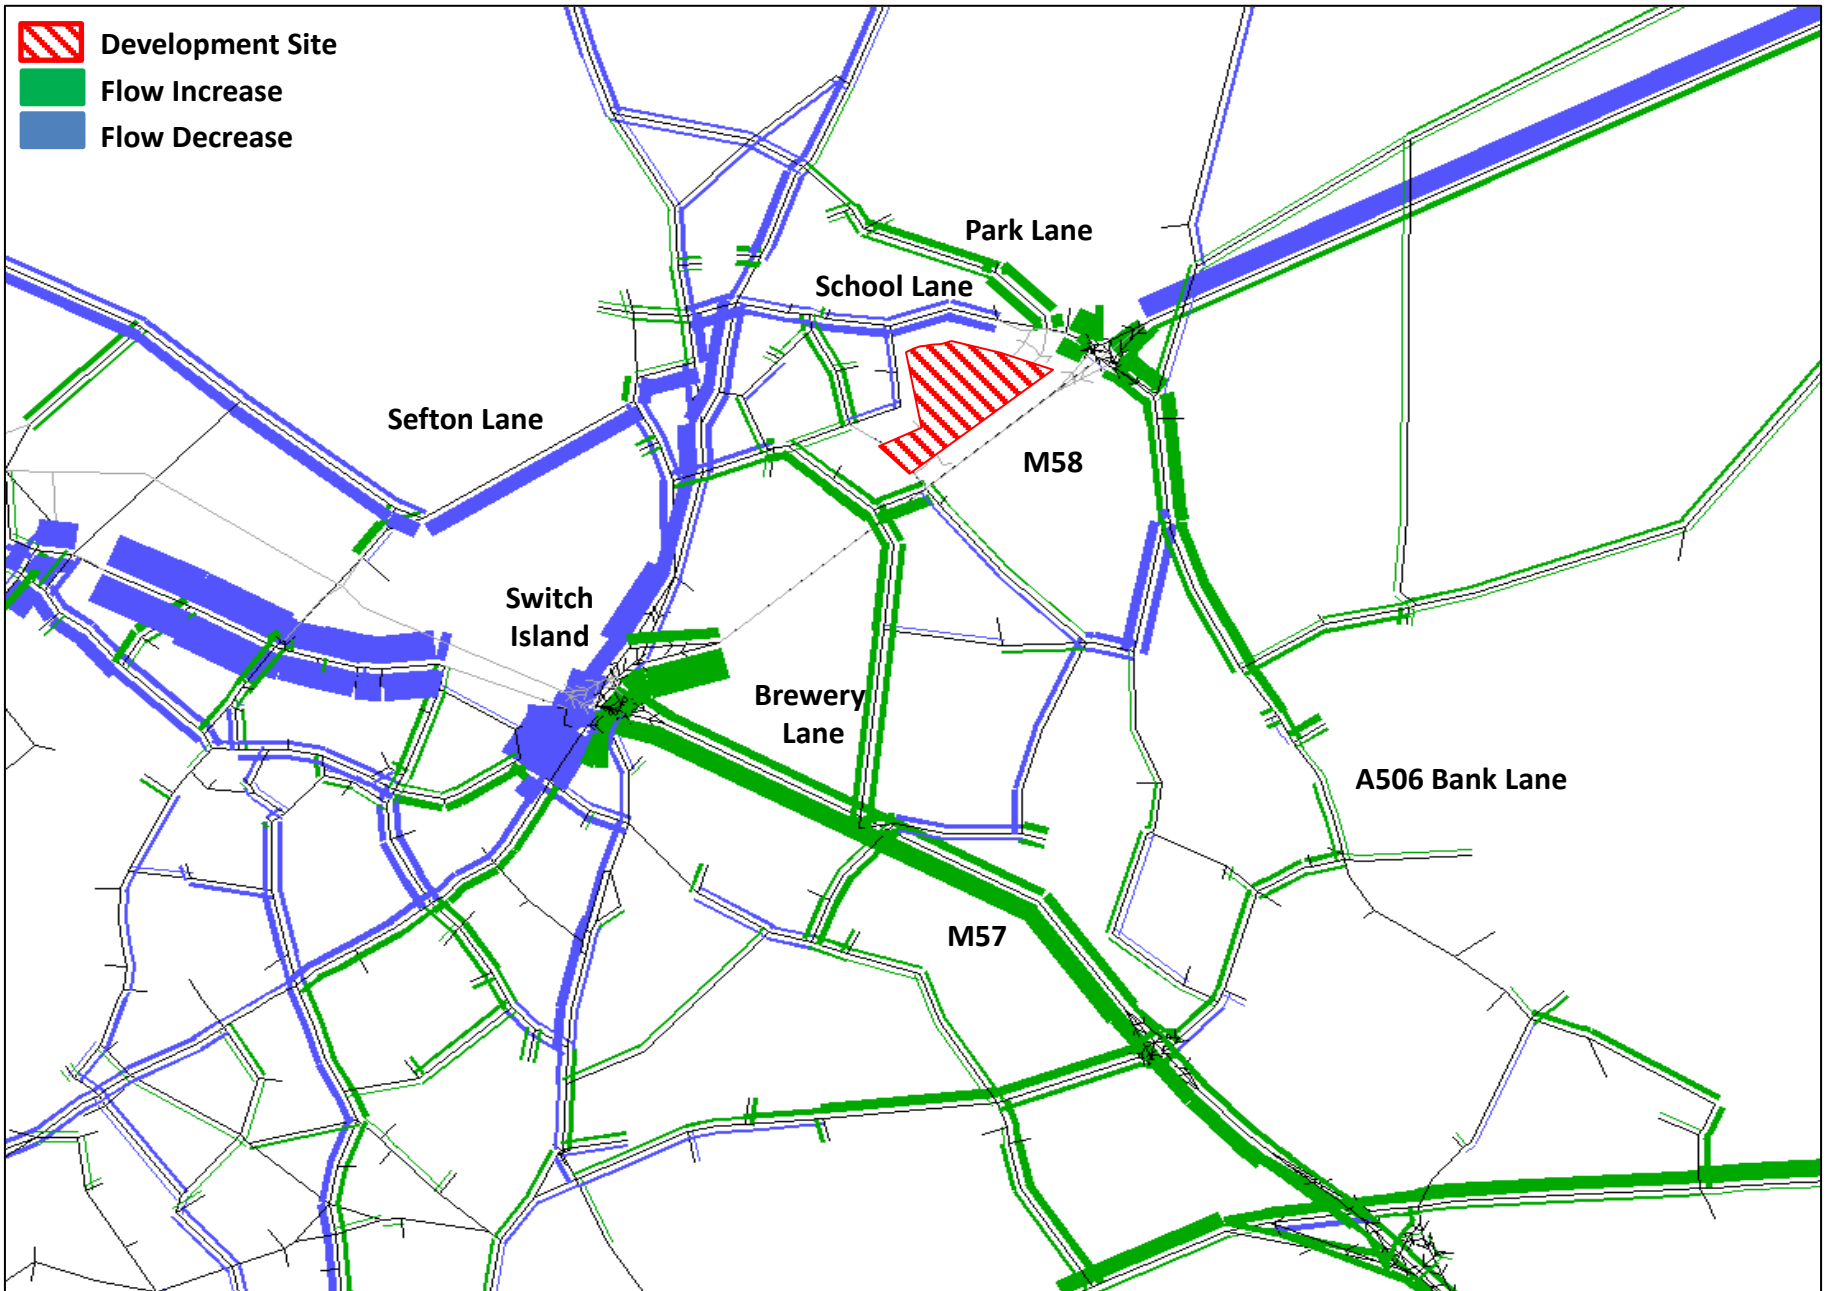 Development Site
Flow Increase
Flow Decrease
Park Lane
School Lane
Sefton Lane
M58
Switch
Island
Brewery
Lane
A506 Bank Lane
M57